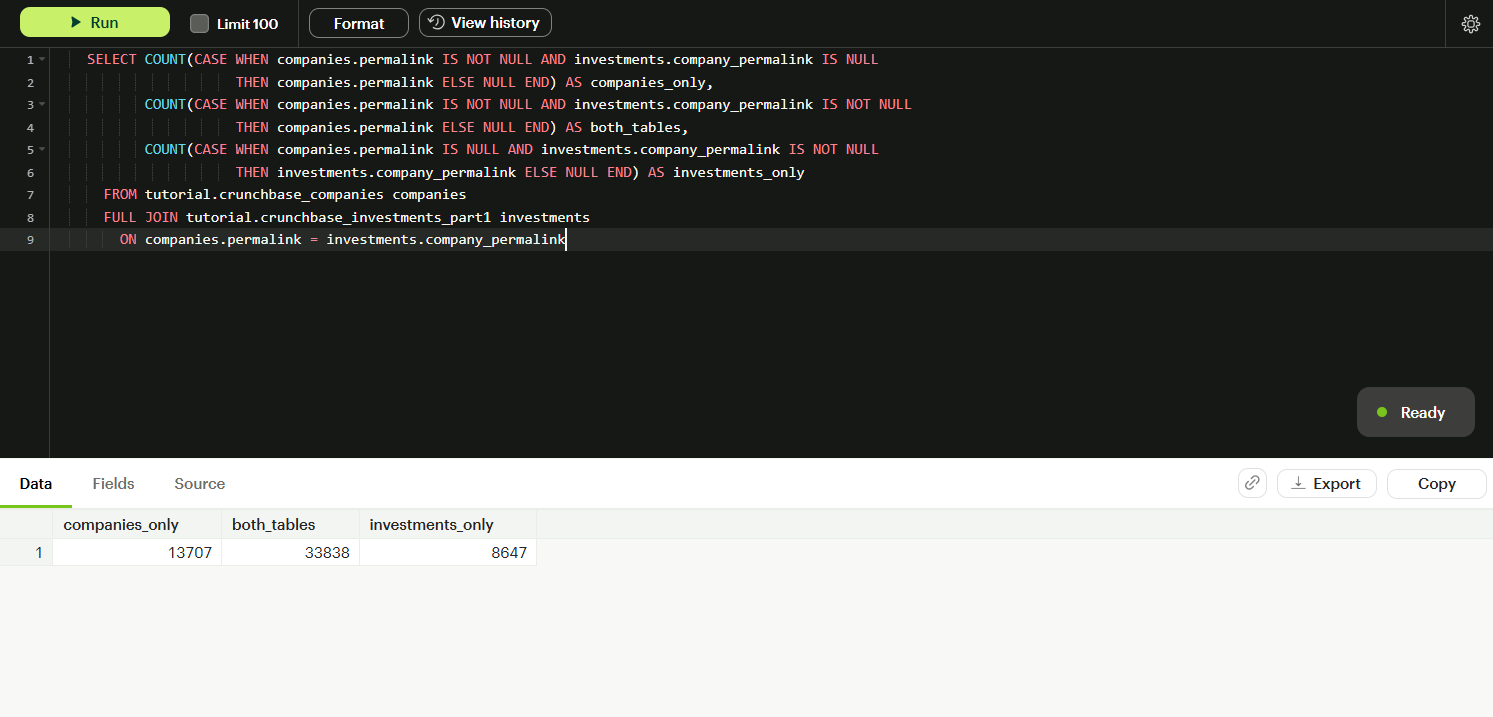 Run Limit 100 Format View history
1 SELECT COUNT(CASE WHEN companies.permalink IS NOT NULL AND investments.company_permalink IS NULL
2 THEN companies.permalink ELSE NULL END) AS companies_only,
3 COUNT(CASE WHEN companies.permalink IS NOT NULL AND investments.company_permalink IS NOT NULL
4 THEN companies.permalink ELSE NULL END) AS both_tables,
5 COUNT(CASE WHEN companies.permalink IS NULL AND investments.company_permalink IS NOT NULL
6 THEN investments.company_permalink ELSE NULL END) AS investments_only
7 FROM tutorial.crunchbase_companies companies
8 FULL JOIN tutorial.crunchbase_investments_part1 investments
9 ON companies.permalink = investments.company_permalink
Ready
Data Fields Source Export Copy
companies_only both_tables investments_only
1 13707 33838 8647